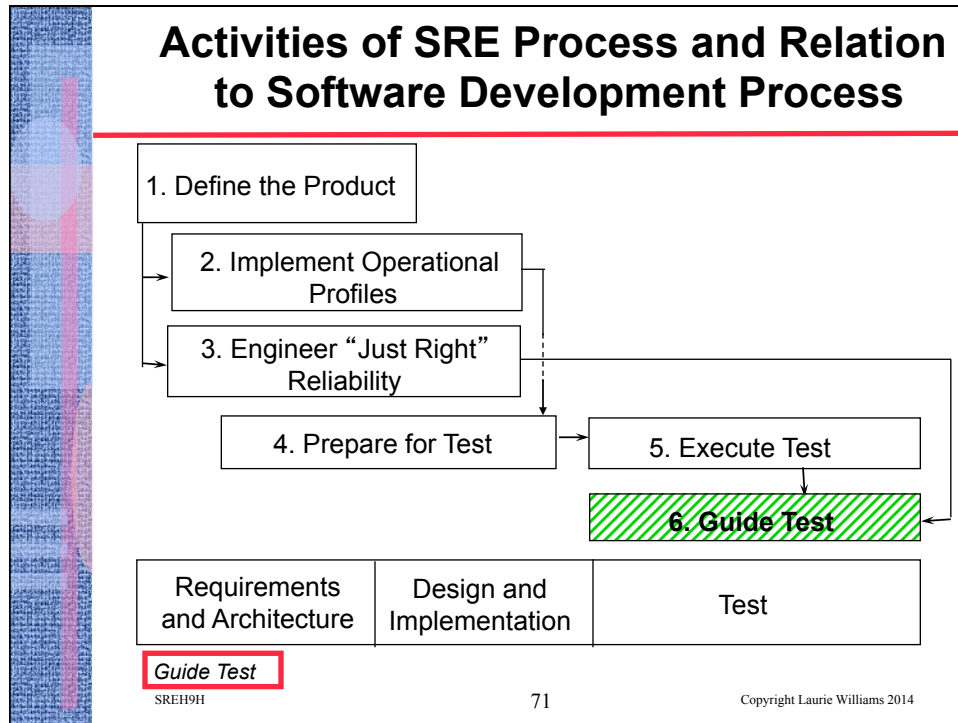 Activities of SRE Process and Relation
to Software Development Process
1. Define the Product
2. Implement Operational
Profiles
3. Engineer “Just Right”
Reliability
4. Prepare for Test
5. Execute Test
6. Guide Test
Requirements
and Architecture
Design and
Implementation
Test
Guide Test
SREH9H
71
Copyright Laurie Williams 2014